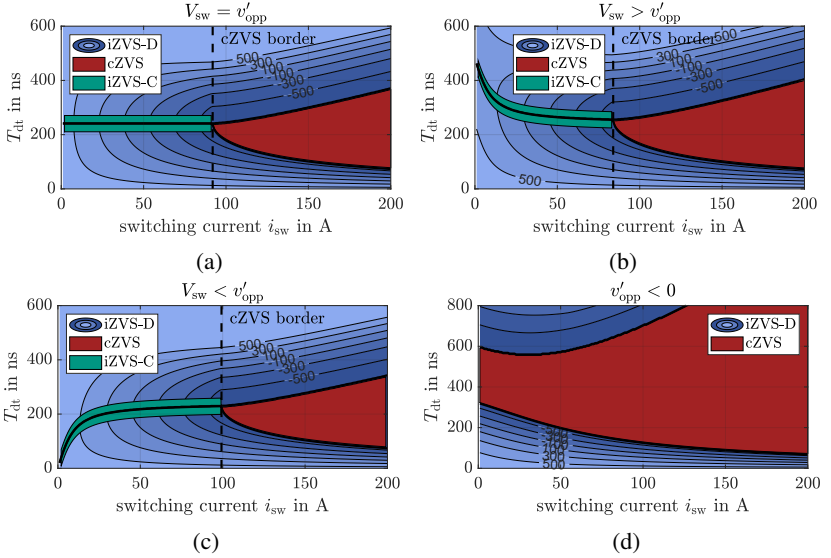 V_sw = v′_opp
cZVS border
iZVS-D
cZVS
iZVS-C
500
300
100
-100
-300
-500
600
400
200
0
T_dt in ns
0 50 100 150 200
switching current i_sw in A
(a)
V_sw > v′_opp
cZVS border
iZVS-D
cZVS
iZVS-C
500
300
100
-100
-300
-500
500
600
400
200
0
T_dt in ns
0 50 100 150 200
switching current i_sw in A
(b)
V_sw < v′_opp
cZVS border
iZVS-D
cZVS
iZVS-C
500
300
100
-100
-300
-500
600
400
200
0
T_dt in ns
0 50 100 150 200
switching current i_sw in A
(c)
v′_opp < 0
iZVS-D
cZVS
300
500
800
600
400
200
0
T_dt in ns
0 50 100 150 200
switching current i_sw in A
(d)